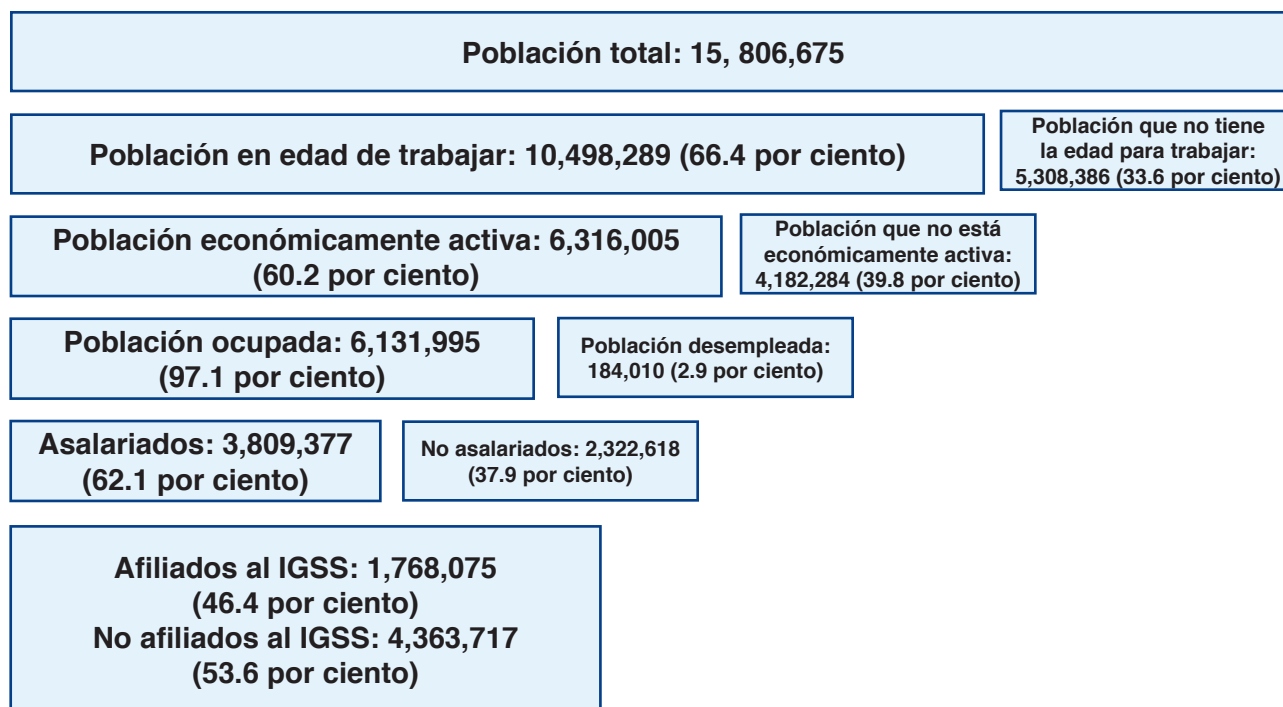 Población total: 15, 806,675
Población en edad de trabajar: 10,498,289 (66.4 por ciento)
Población que no tiene
la edad para trabajar:
5,308,386 (33.6 por ciento)
Población económicamente activa: 6,316,005
(60.2 por ciento)
Población que no está
económicamente activa:
4,182,284 (39.8 por ciento)
Población ocupada: 6,131,995
(97.1 por ciento)
Población desempleada:
184,010 (2.9 por ciento)
Asalariados: 3,809,377
(62.1 por ciento)
No asalariados: 2,322,618
(37.9 por ciento)
Afiliados al IGSS: 1,768,075
(46.4 por ciento)
No afiliados al IGSS: 4,363,717
(53.6 por ciento)